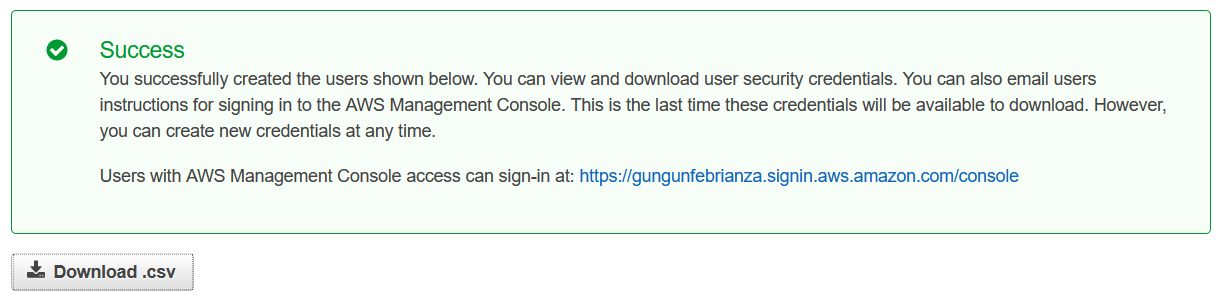 Success
You successfully created the users shown below. You can view and download user security credentials. You can also email users
instructions for signing in to the AWS Management Console. This is the last time these credentials will be available to download. However,
you can create new credentials at any time.
Users with AWS Management Console access can sign-in at: https://gungunfebrianza.signin.aws.amazon.com/console
Download .csv